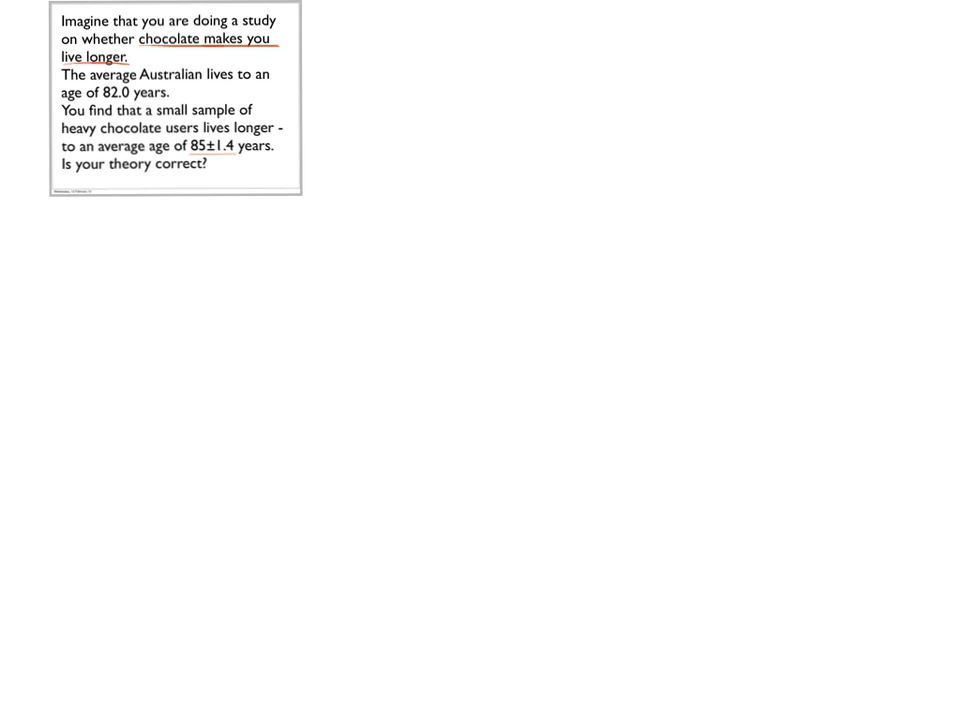 Imagine that you are doing a study
on whether chocolate makes you
live longer.
The average Australian lives to an
age of 82.0 years.
You find that a small sample of
heavy chocolate users lives longer -
to an average age of 85±1.4 years.
Is your theory correct?